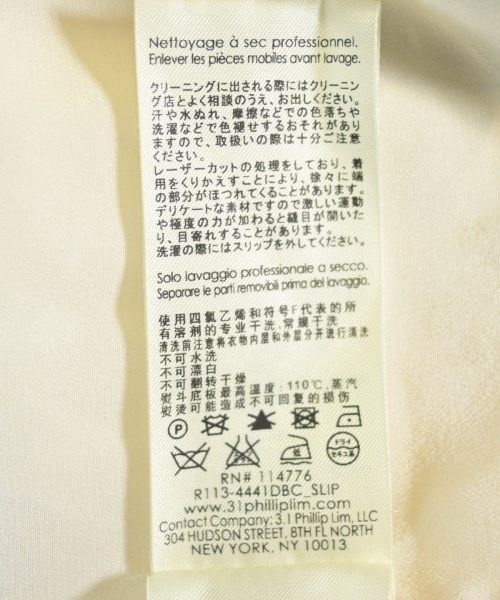 Nettoyage à sec professionnel.
Enlever les pièces mobiles avant lavage.
クリーニングに出される際にはクリーニ
ング店とよく相談のうえ、お出しください。
汗や水ぬれ、摩擦などでの色落ちや
洗濯などで色褪せするおそれがあり
ますので、取扱いの際は十分ご注意
ください。
レーザーカットの処理をしており、着
用をくりかえすことにより、徐々に端
の部分がほつれてくることがあります。
デリケートな素材ですので激しい運動
や極度の力が加わると縫目が開いた
り、目寄れすることがあります。
洗濯の際にはスリップを外してください。
Solo lavaggio professionale a secco.
Separare le parti removibili prima del lavaggio.
使用四氯乙烯和符号F代表的所
有溶剂的专业干洗,常规干洗
清洗前注意将衣物内层和外层分开进行清洗
不可水洗
不可漂白
不可翻转干燥
熨斗底板最高温度:110℃,蒸汽
熨烫可能造成不可回复的损伤
P
低
ドライ
セキユ系
RN# 114776
R113-4441DBC_SLIP
www.31philliplim.com
Contact Company: 3.1 Phillip Lim, LLC
304 HUDSON STREET, 8TH FL NORTH
NEW YORK, NY 10013